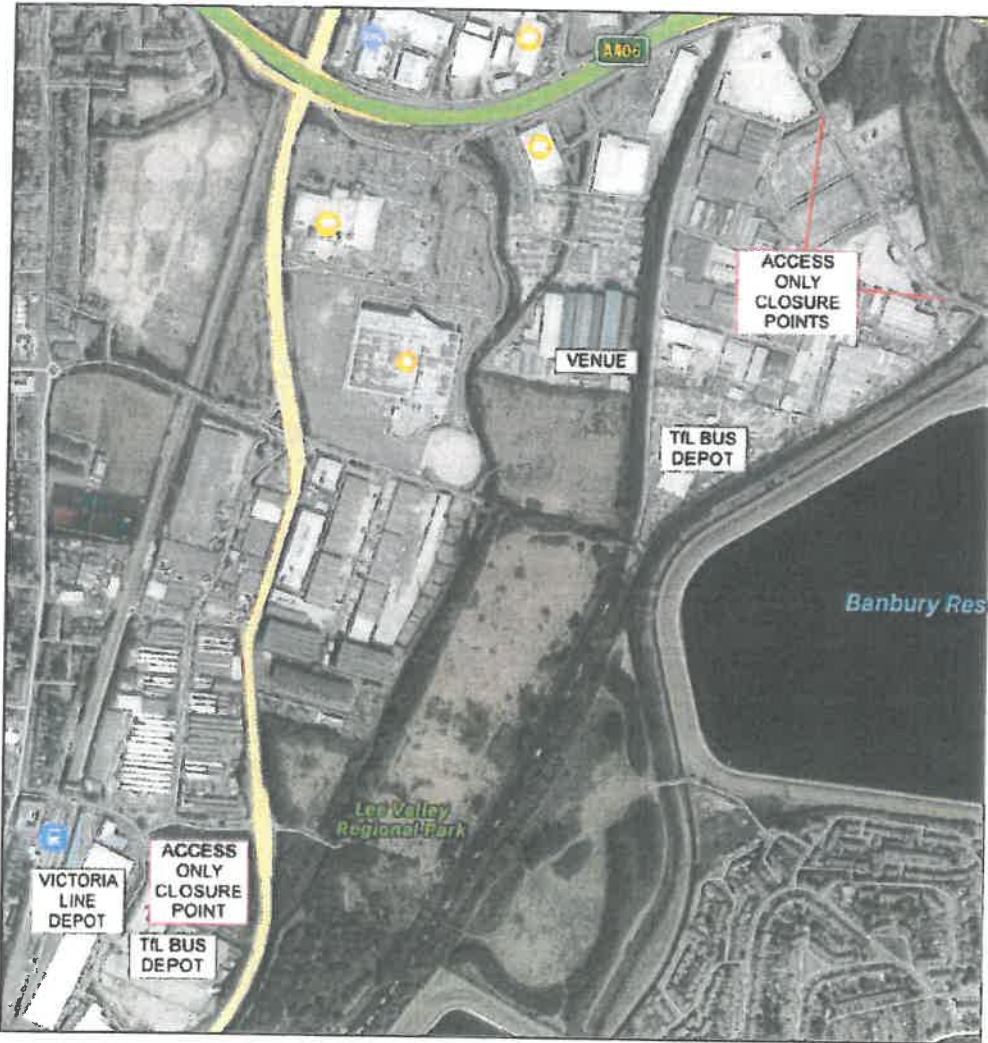 A406
ACCESS
ONLY
CLOSURE
POINTS
VENUE
TfL BUS
DEPOT
Banbury Res
Lee Valley
Regional Park
ACCESS
ONLY
CLOSURE
POINT
VICTORIA
LINE
DEPOT
TfL BUS
DEPOT